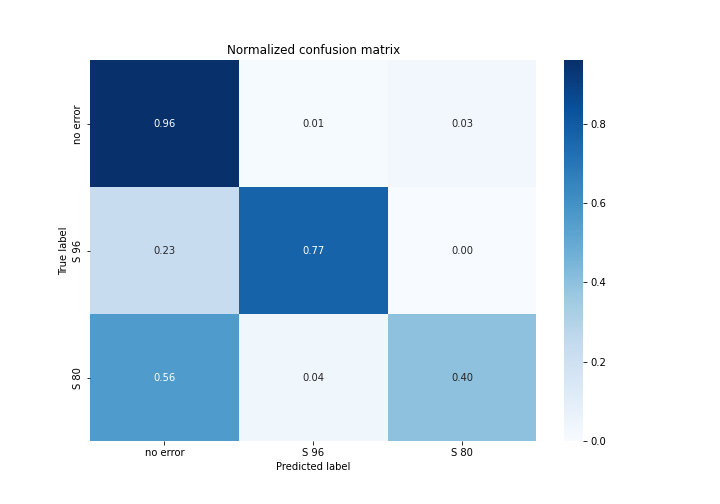 Normalized confusion matrix
no error
0.96
0.01
0.03
S 96
0.23
0.77
0.00
S 80
0.56
0.04
0.40
True label
no error
S 96
S 80
Predicted label
0.8
0.6
0.4
0.2
0.0